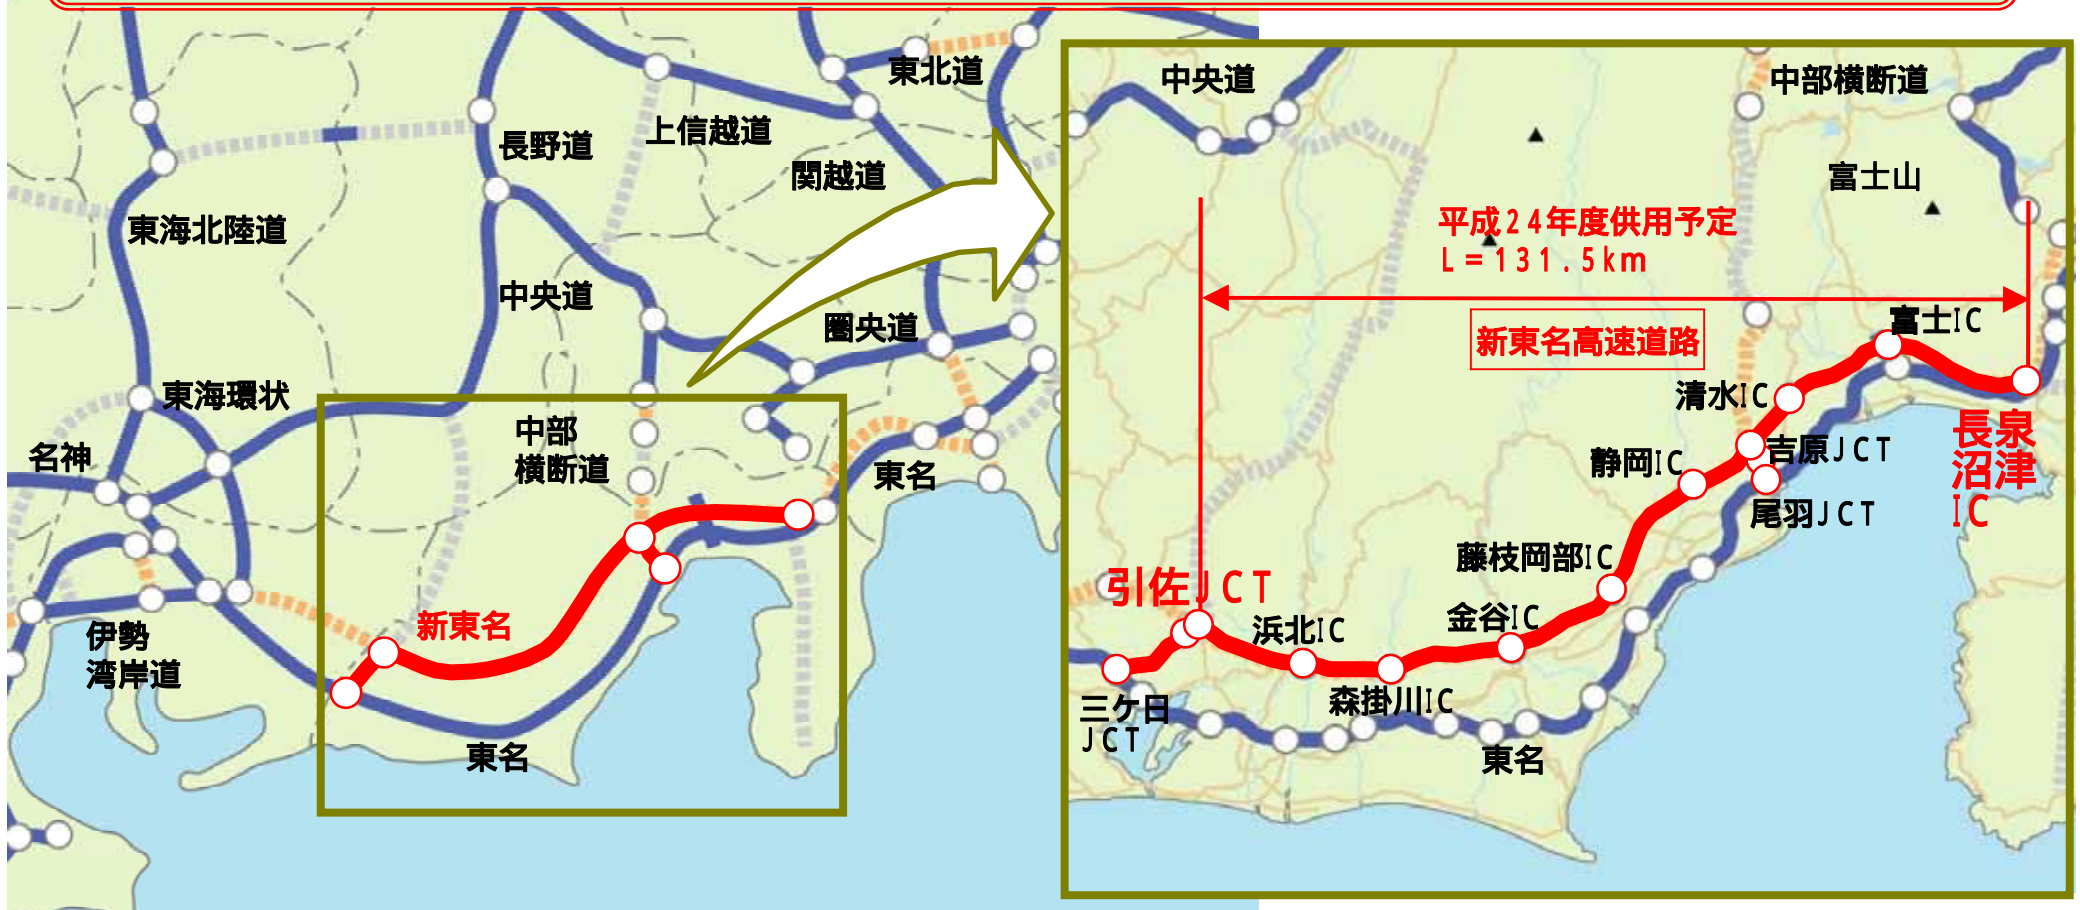 東北道
上信越道
長野道
関越道
東海北陸道
中央道
圏央道
東海環状
中部
横断道
名神
東名
新東名
伊勢
湾岸道
東名
中央道
中部横断道
富士山
平成24年度供用予定
L=131.5km
新東名高速道路
富士IC
清水IC
吉原JCT
静岡IC
尾羽JCT
長泉
沼津
IC
藤枝岡部IC
引佐JCT
金谷IC
浜北IC
森掛川IC
三ケ日
JCT
東名